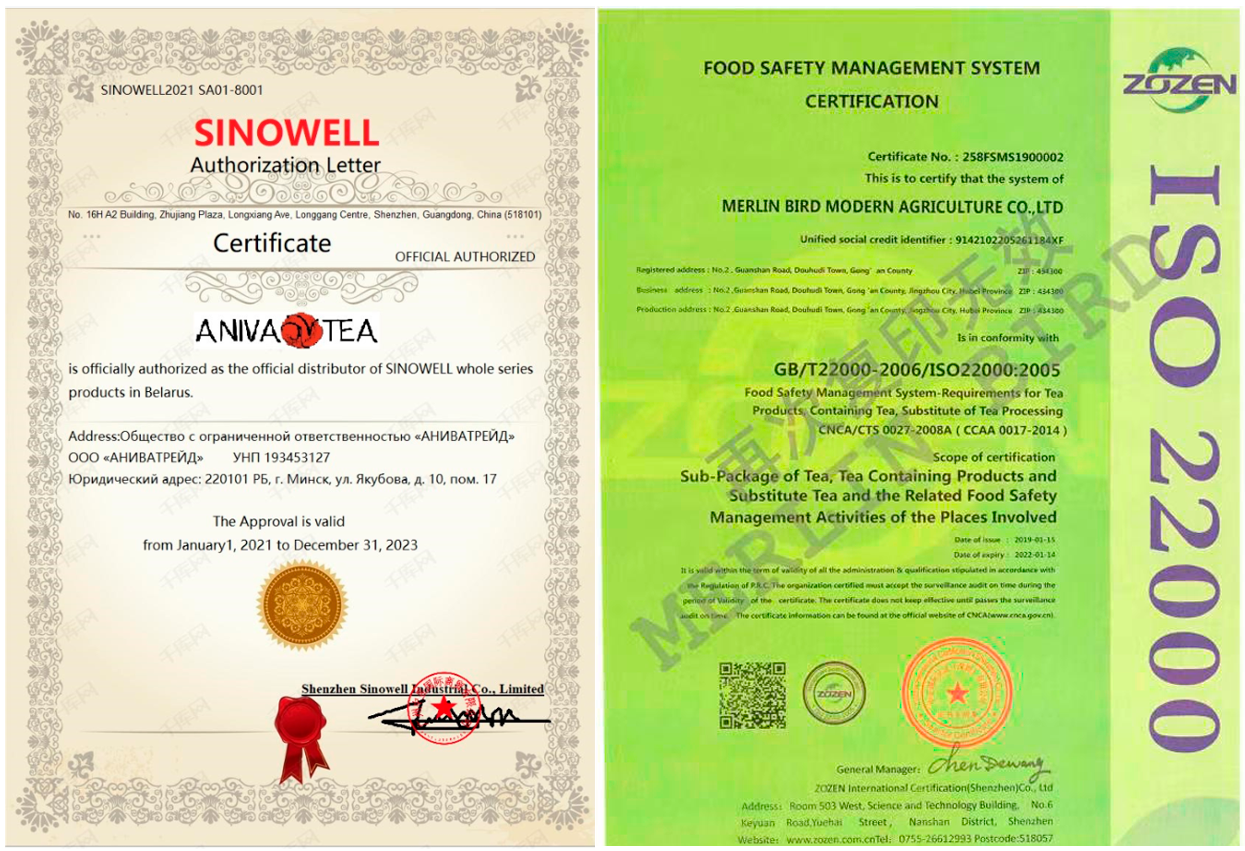 SINOWELL2021 SA01-8001
SINOWELL
Authorization Letter
No. 16H A2 Building, Zhujiang Plaza, Longxiang Ave, Longgang Centre, Shenzhen, Guangdong, China (518101)
Certificate
OFFICIAL AUTHORIZED
ANIVA TEA
is officially authorized as the official distributor of SINOWELL whole series
products in Belarus.
Address:Общество с ограниченной ответственностью «АНИВАТРЕЙД»
ООО «АНИВАТРЕЙД» УНП 193453127
Юридический адрес: 220101 РБ, г. Минск, ул. Якубова, д. 10, пом. 17
The Approval is valid
from January1, 2021 to December 31, 2023
Shenzhen Sinowell Industrial Co., Limited
FOOD SAFETY MANAGEMENT SYSTEM
CERTIFICATION
Certificate No. : 258FSMS1900002
This is to certify that the system of
MERLIN BIRD MODERN AGRICULTURE CO.,LTD
Unified social credit identifier : 9142102205261184XF
Registered address : No.2 , Guanshan Road, Douhudi Town, Gong' an County ZIP : 434300
Business address : No.2 ,Guanshan Road, Douhudi Town, Gong 'an County, Jingzhou City, Hubei Province ZIP : 434300
Production address : No.2 ,Guanshan Road, Douhudi Town, Gong 'an County, Jingzhou City, Hubei Province ZIP : 434300
Is in conformity with
GB/T22000-2006/ISO22000:2005
Food Safety Management System-Requirements for Tea
Products, Containing Tea, Substitute of Tea Processing
CNCA/CTS 0027-2008A ( CCAA 0017-2014 )
Scope of certification
Sub-Package of Tea, Tea Containing Products and
Substitute Tea and the Related Food Safety
Management Activities of the Places Involved
Date of issue : 2019-01-15
Date of expiry : 2022-01-14
It is valid within the term of validity of all the administration & qualification stipulated in accordance with
the Regulation of P.R.C. The organization certified must accept the surveillance audit on time during the
period of Validity of the certificate. The certificate does not keep effective until passes the surveillance
audit on time. The certificate information can be found at the official website of CNCA(www.cnca.gov.cn).
再次复印无效
MERLIN BIRD
ZOZEN
General Manager: Chen Dewang
ZOZEN International Certification(Shenzhen)Co., Ltd
Address: Room 503 West, Science and Technology Building, No.6
Keyuan Road,Yuehai Street, Nanshan District, Shenzhen
Website: www.zozen.com.cnTel: 0755-26612993 Postcode:518057
ZOZEN
ISO 22000